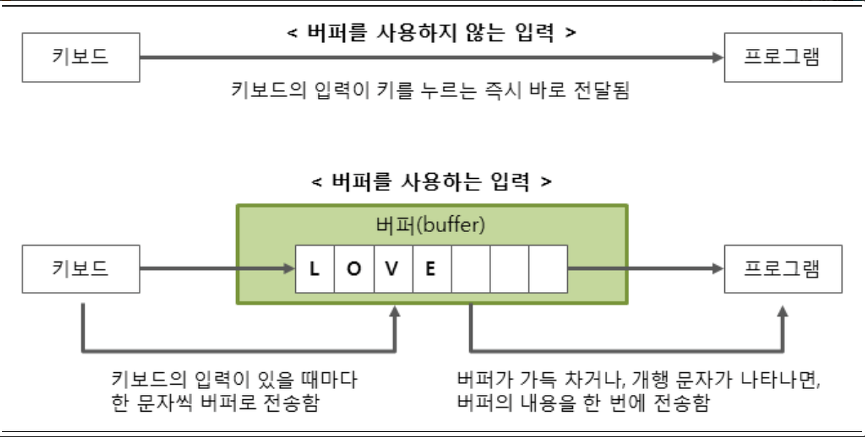 < 버퍼를 사용하지 않는 입력 >
키보드
프로그램
키보드의 입력이 키를 누르는 즉시 바로 전달됨
< 버퍼를 사용하는 입력 >
버퍼(buffer)
키보드
L O V E
프로그램
키보드의 입력이 있을 때마다
한 문자씩 버퍼로 전송함
버퍼가 가득 차거나, 개행 문자가 나타나면,
버퍼의 내용을 한 번에 전송함